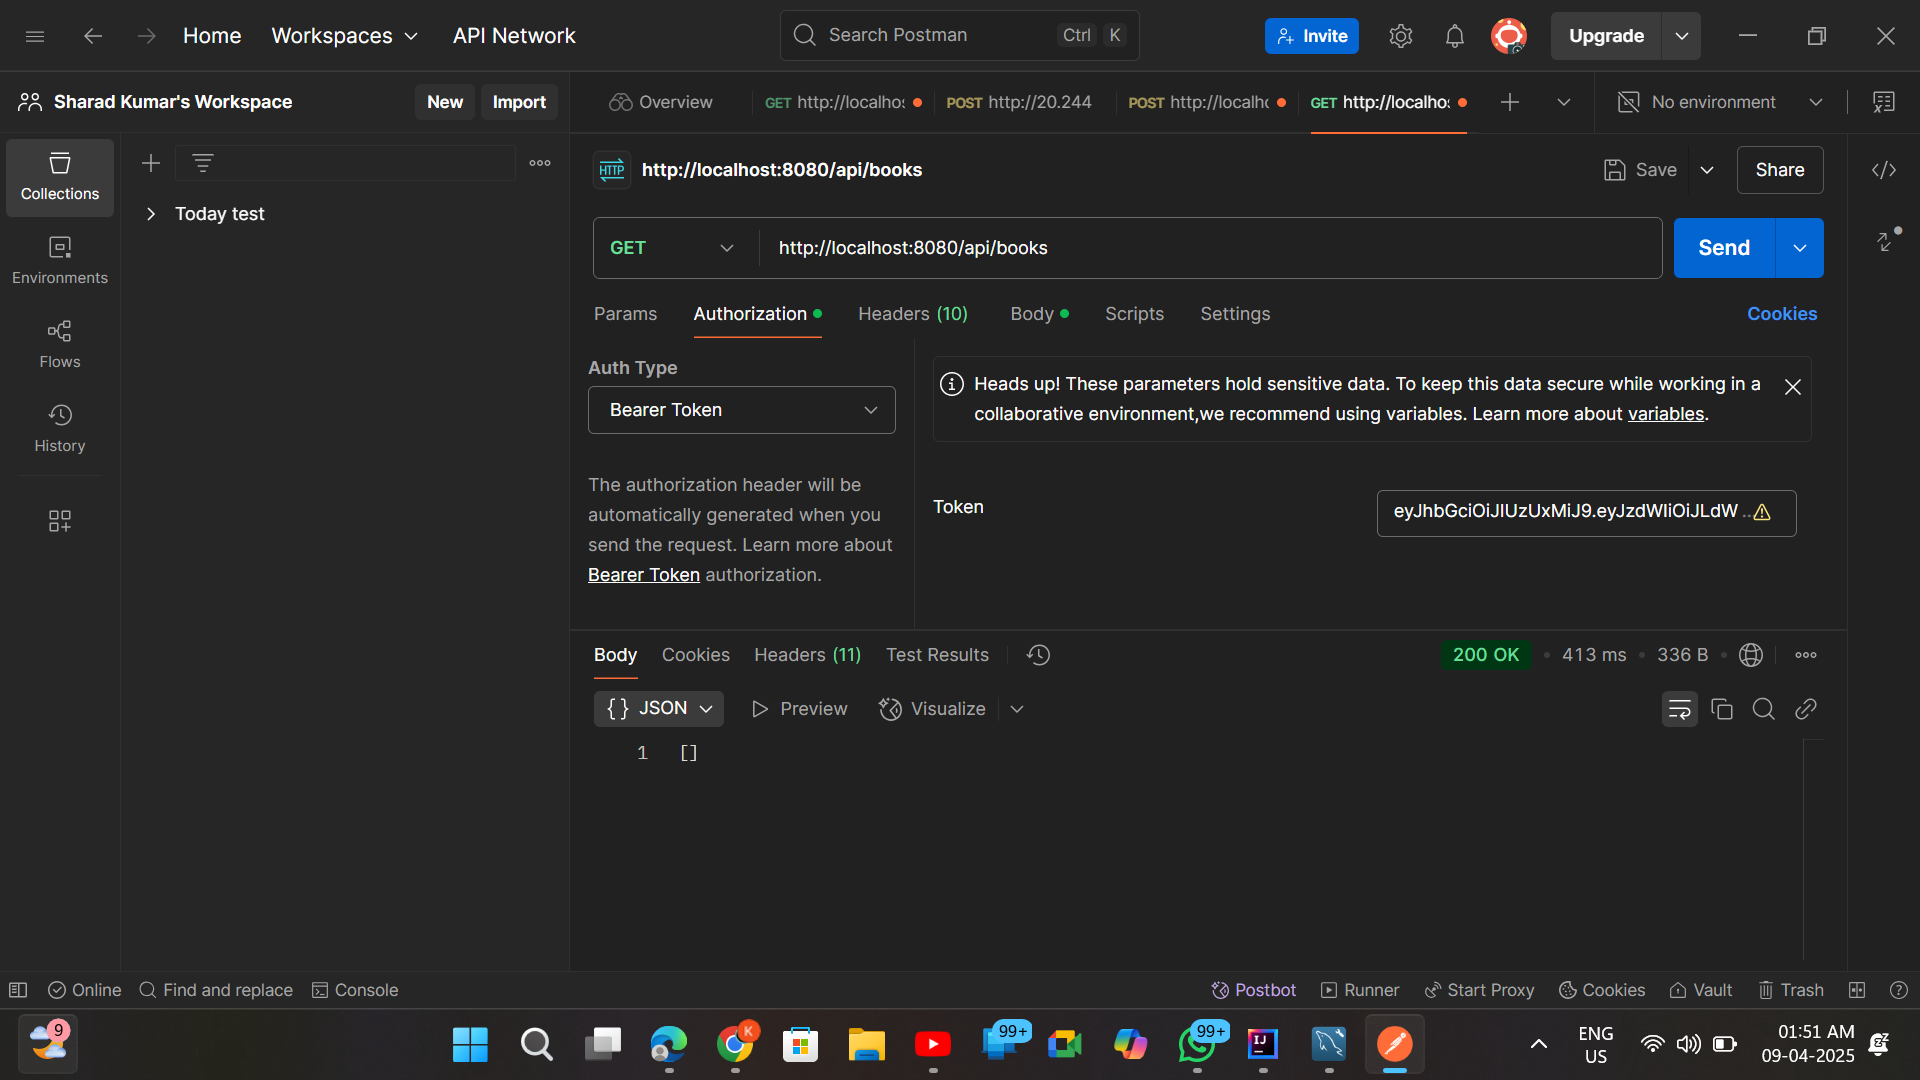 Home
Workspaces
API Network
Search Postman
Ctrl K
Invite
Upgrade
Sharad Kumar's Workspace
New
Import
Overview
GET http://localhos
POST http://20.244
POST http://localho
GET http://localhos
No environment
Collections
Environments
Flows
History
Today test
HTTP
http://localhost:8080/api/books
Save
Share
GET
http://localhost:8080/api/books
Send
Params
Authorization
Headers (10)
Body
Scripts
Settings
Cookies
Auth Type
Bearer Token
The authorization header will be
automatically generated when you
send the request. Learn more about
Bearer Token authorization.
Heads up! These parameters hold sensitive data. To keep this data secure while working in a
collaborative environment,we recommend using variables. Learn more about variables.
Token
eyJhbGciOiJIUzUxMiJ9.eyJzdWIiOiJLdW ...
Body
Cookies
Headers (11)
Test Results
200 OK
413 ms
336 B
{} JSON
Preview
Visualize
1 []
Online
Find and replace
Console
Postbot
Runner
Start Proxy
Cookies
Vault
Trash
9
K
99+
99+
IJ
ENG
US
01:51 AM
09-04-2025